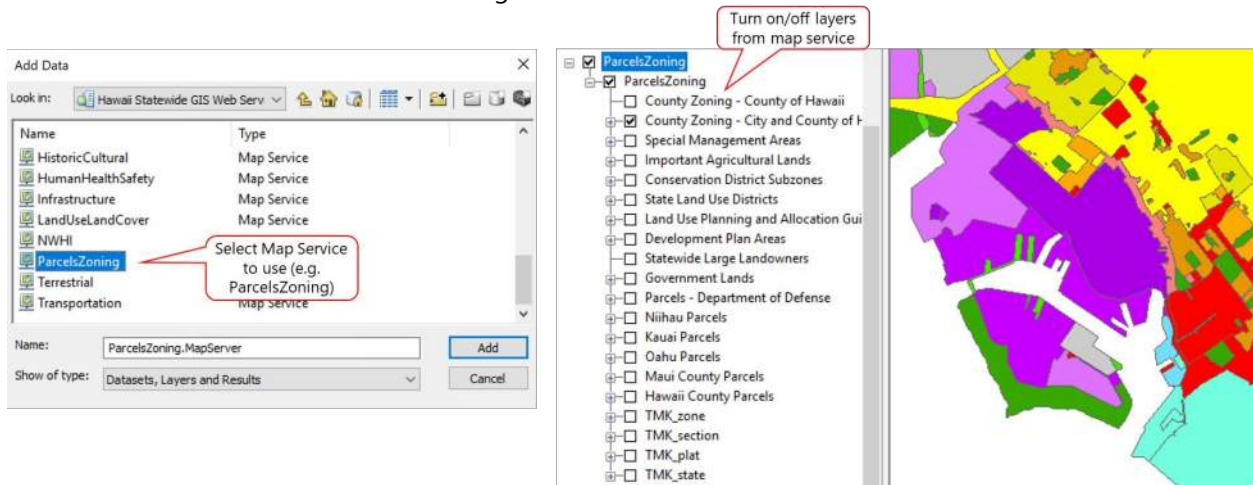 Turn on/off layers
from map service
Add Data
Look in:
Hawaii Statewide GIS Web Serv
Name
Type
HistoricCultural
Map Service
HumanHealthSafety
Map Service
Infrastructure
Map Service
LandUseLandCover
Map Service
NWHI
ParcelsZoning
Terrestrial
Transportation
Map Service
Select Map Service
to use (e.g.
ParcelsZoning)
Name:
ParcelsZoning.MapServer
Add
Show of type:
Datasets, Layers and Results
Cancel
ParcelsZoning
ParcelsZoning
County Zoning - County of Hawaii
County Zoning - City and County of H
Special Management Areas
Important Agricultural Lands
Conservation District Subzones
State Land Use Districts
Land Use Planning and Allocation Gui
Development Plan Areas
Statewide Large Landowners
Government Lands
Parcels - Department of Defense
Niihau Parcels
Kauai Parcels
Oahu Parcels
Maui County Parcels
Hawaii County Parcels
TMK_zone
TMK_section
TMK_plat
TMK_state